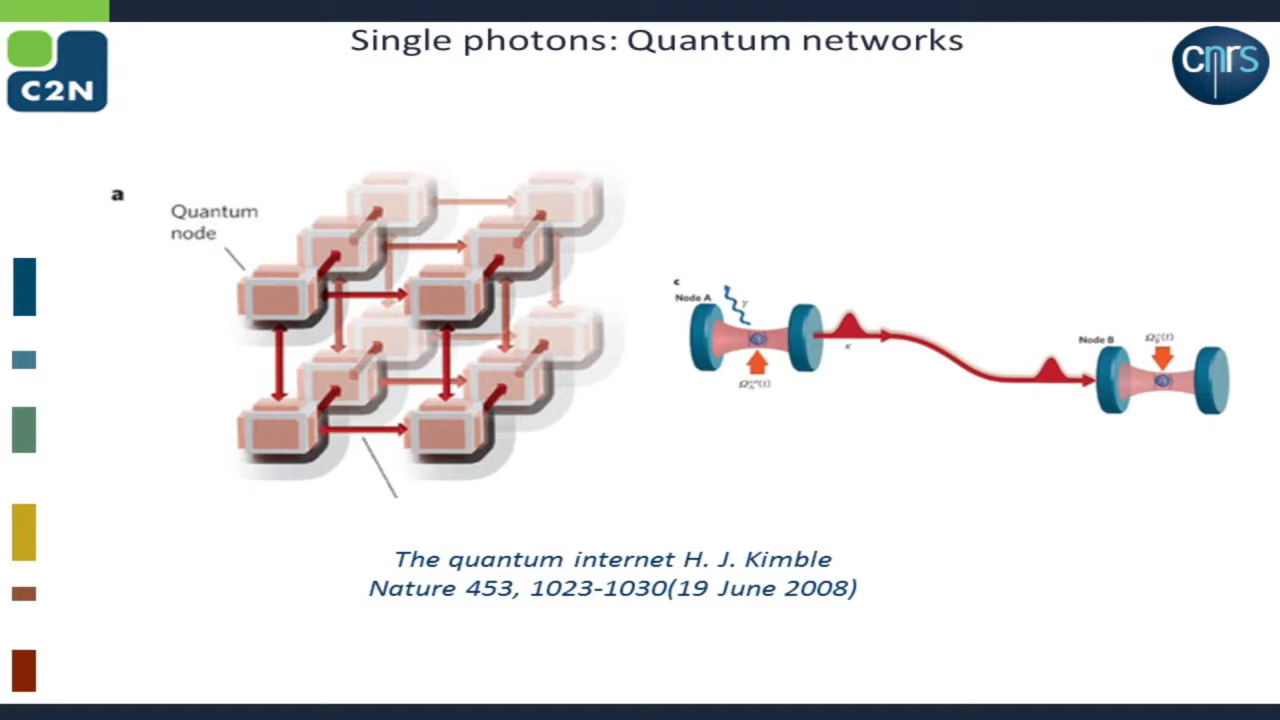 Single photons: Quantum networks
C2N
cnrs
a
Quantum
node
c
Node A
γ
κ
Node B
The quantum internet H. J. Kimble
Nature 453, 1023-1030(19 June 2008)